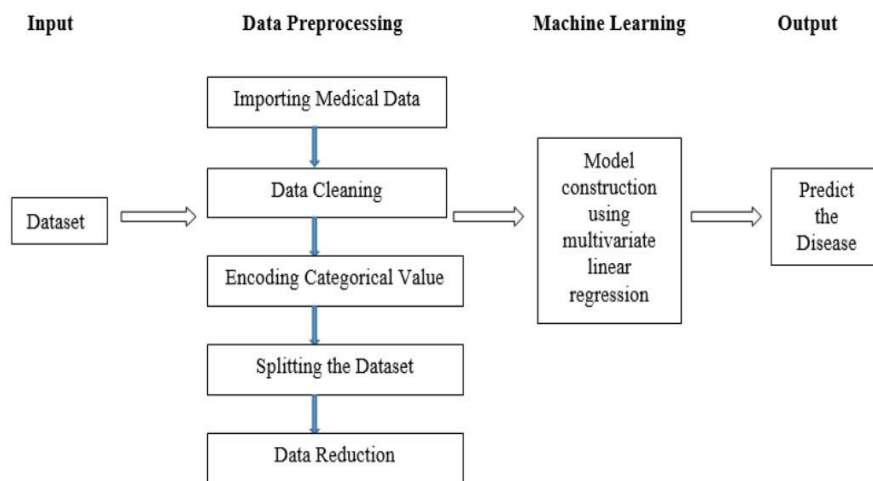 Input
Data Preprocessing
Machine Learning
Output
Dataset
Importing Medical Data
Data Cleaning
Encoding Categorical Value
Splitting the Dataset
Data Reduction
Model
construction
using
multivariate
linear
regression
Predict
the
Disease